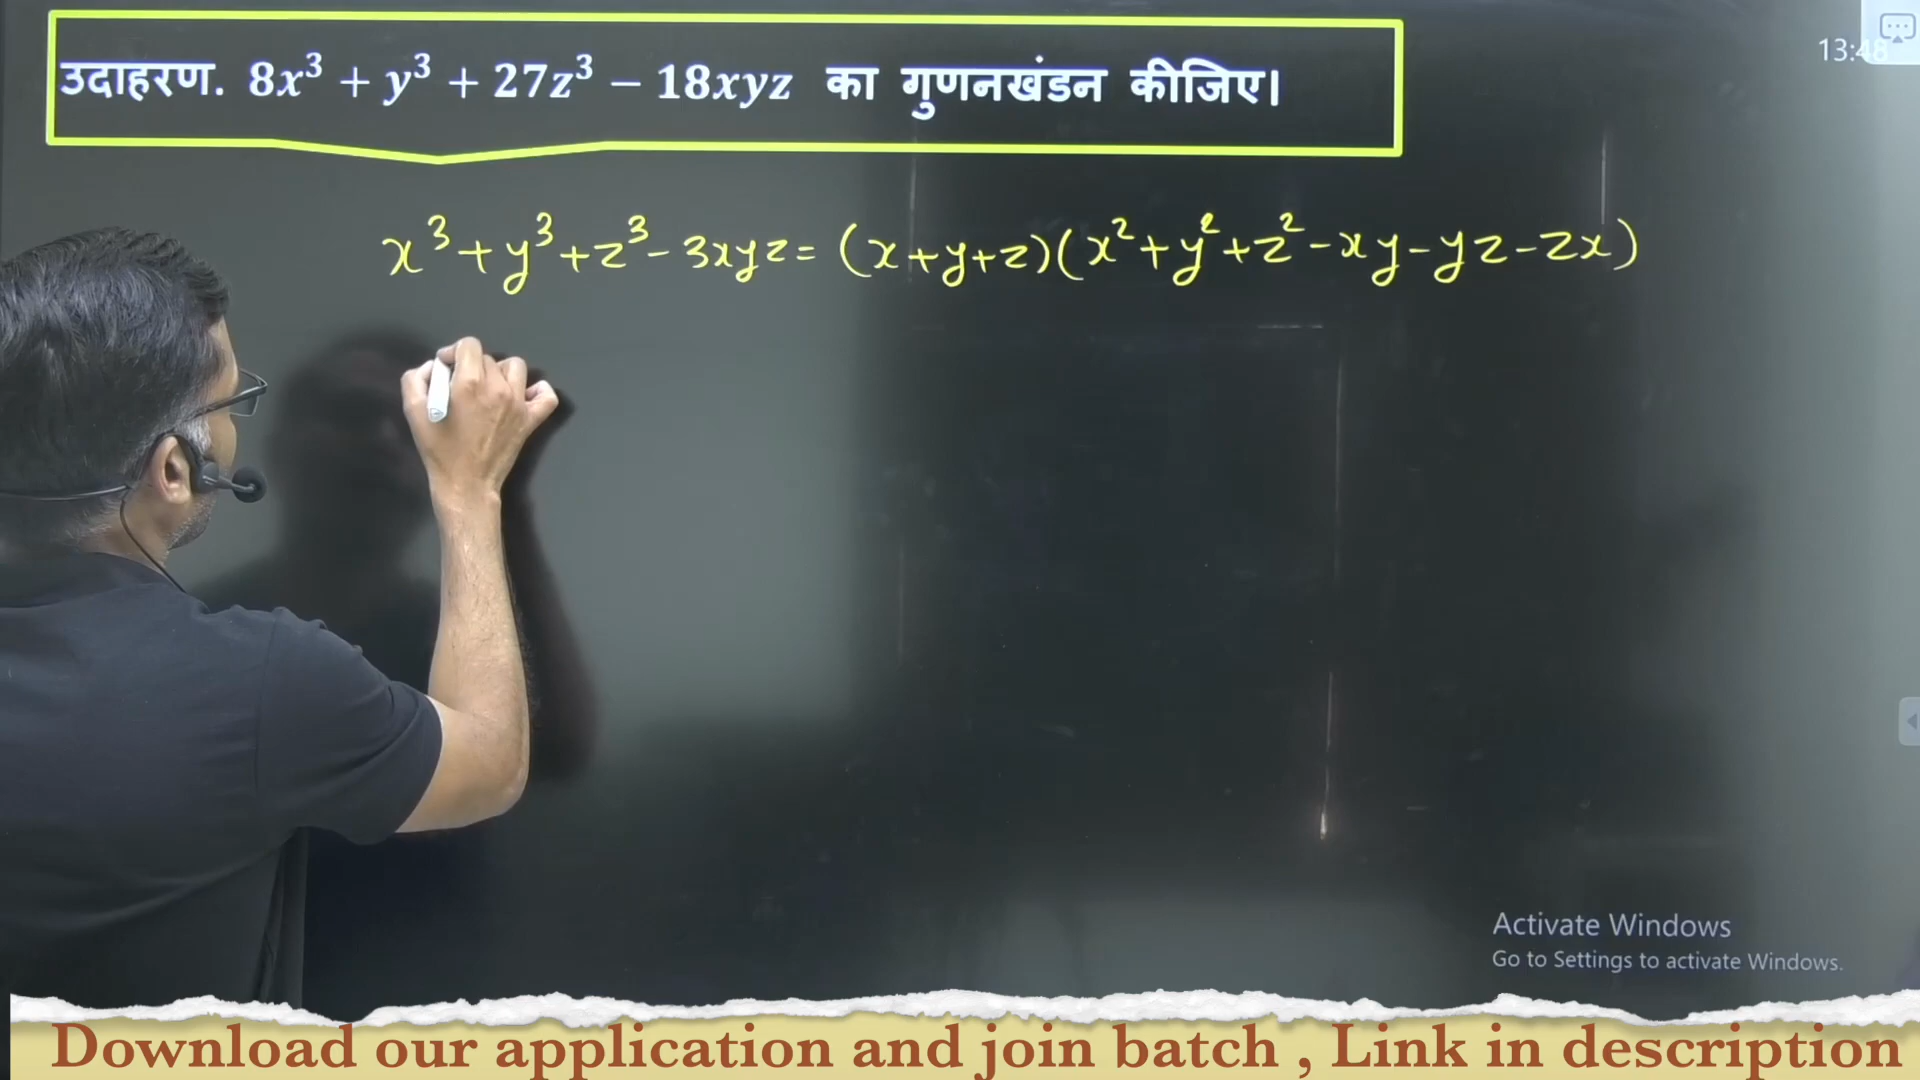 उदाहरण. 8x³ + y³ + 27z³ − 18xyz का गुणनखंडन कीजिए।
13:48
x³+y³+z³-3xyz= (x+y+z)(x²+y²+z²-xy-yz-zx)
Activate Windows
Go to Settings to activate Windows.
Download our application and join batch , Link in description